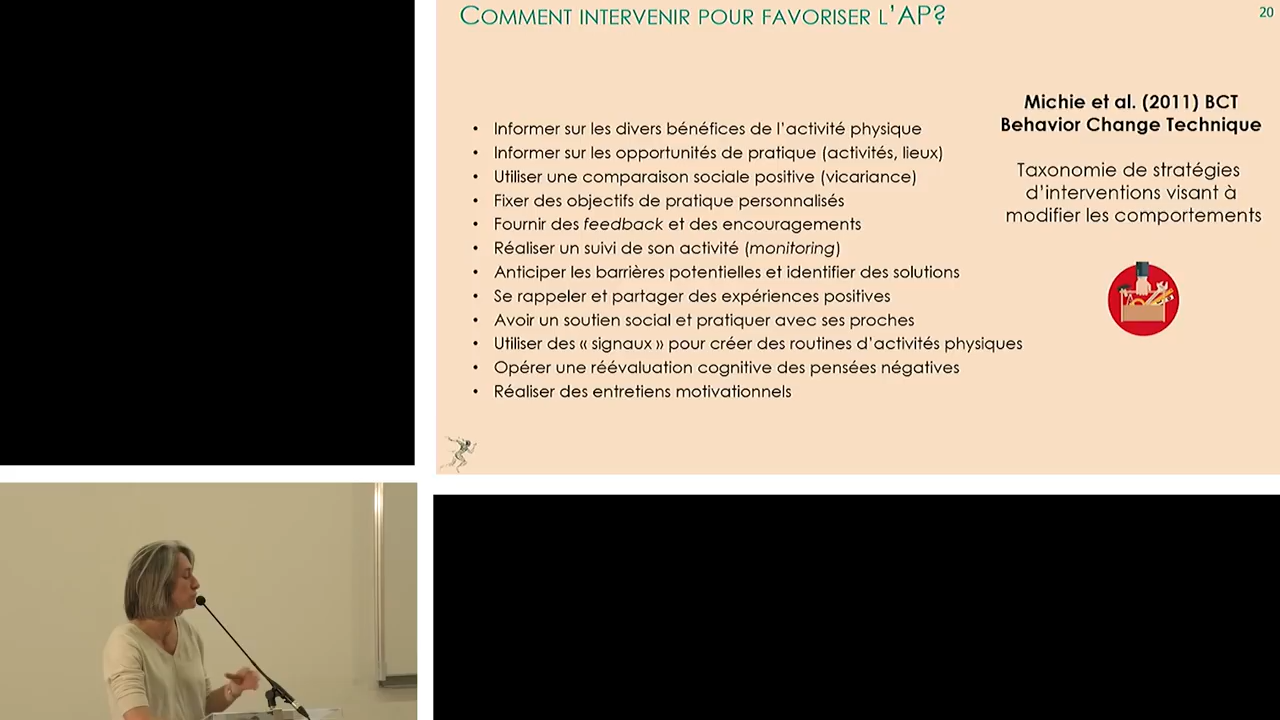 COMMENT INTERVENIR POUR FAVORISER L'AP?
20
• Informer sur les divers bénéfices de l'activité physique
• Informer sur les opportunités de pratique (activités, lieux)
• Utiliser une comparaison sociale positive (vicariance)
• Fixer des objectifs de pratique personnalisés
• Fournir des feedback et des encouragements
• Réaliser un suivi de son activité (monitoring)
• Anticiper les barrières potentielles et identifier des solutions
• Se rappeler et partager des expériences positives
• Avoir un soutien social et pratiquer avec ses proches
• Utiliser des « signaux » pour créer des routines d'activités physiques
• Opérer une réévaluation cognitive des pensées négatives
• Réaliser des entretiens motivationnels
Michie et al. (2011) BCT
Behavior Change Technique
Taxonomie de stratégies
d'interventions visant à
modifier les comportements